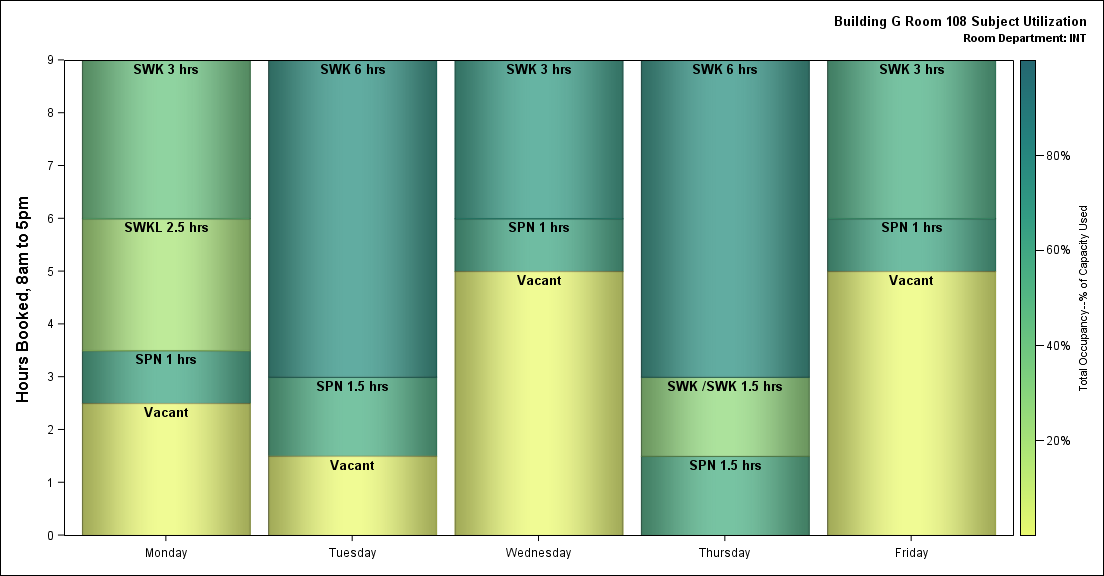 Building G Room 108 Subject Utilization
Room Department: INT
Hours Booked, 8am to 5pm
9
8
7
6
5
4
3
2
1
0
SWK 3 hrs
SWKL 2.5 hrs
SPN 1 hrs
Vacant
Monday
SWK 6 hrs
SPN 1.5 hrs
Vacant
Tuesday
SWK 3 hrs
SPN 1 hrs
Vacant
Wednesday
SWK 6 hrs
SWK /SWK 1.5 hrs
SPN 1.5 hrs
Thursday
SWK 3 hrs
SPN 1 hrs
Vacant
Friday
80%
60%
40%
20%
Total Occupancy--% of Capacity Used